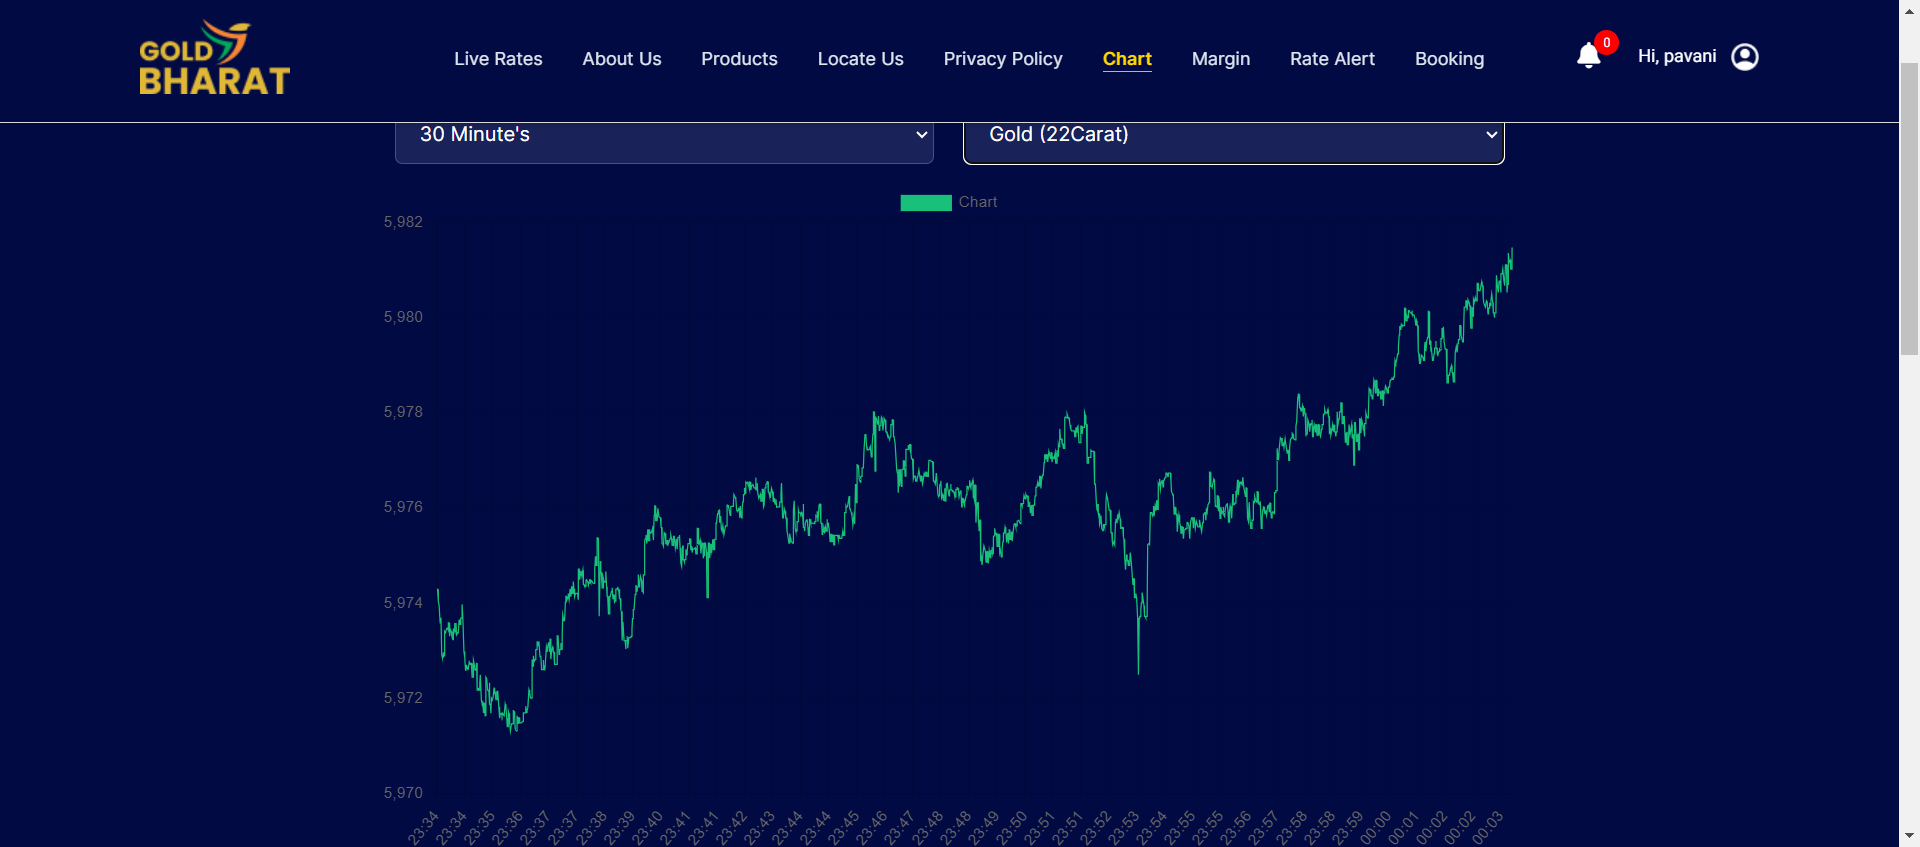 GOLD
BHARAT
Live Rates About Us Products Locate Us Privacy Policy Chart Margin Rate Alert Booking 0 Hi, pavani
30 Minute's Gold (22Carat)
Chart
5,982
5,980
5,978
5,976
5,974
5,972
5,970
23:34 23:34 23:35 23:36 23:37 23:37 23:38 23:39 23:40 23:41 23:41 23:42 23:43 23:44 23:44 23:45 23:46 23:47 23:48 23:48 23:49 23:50 23:51 23:51 23:52 23:53 23:54 23:55 23:55 23:56 23:57 23:58 23:58 23:59 00:00 00:01 00:02 00:02 00:03